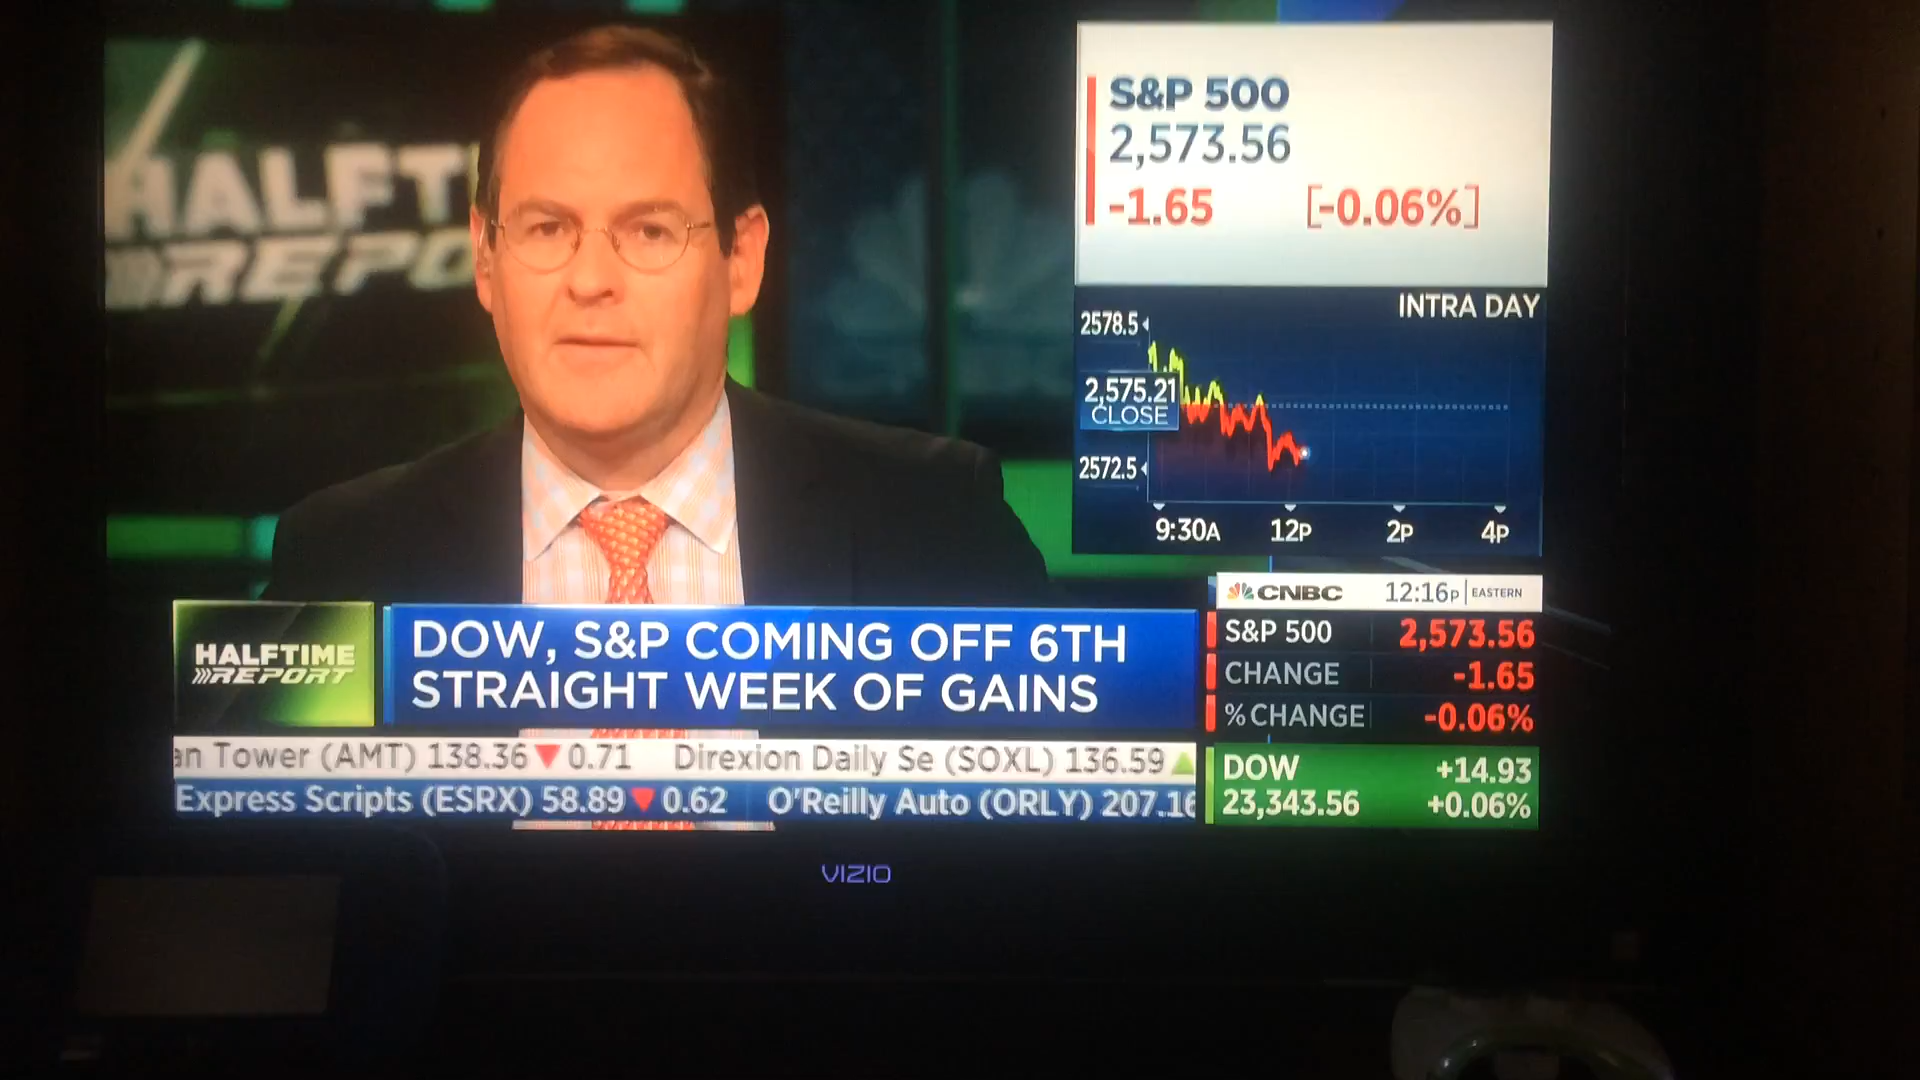 HALFT
REPO
S&P 500
2,573.56
-1.65 [-0.06%]
INTRA DAY
2578.5
2,575.21
CLOSE
2572.5
9:30A 12P 2P 4P
CNBC 12:16P EASTERN
HALFTIME
REPORT
DOW, S&P COMING OFF 6TH
STRAIGHT WEEK OF GAINS
S&P 500 2,573.56
CHANGE -1.65
% CHANGE -0.06%
DOW +14.93
23,343.56 +0.06%
an Tower (AMT) 138.36 ▼ 0.71 Direxion Daily Se (SOXL) 136.59 ▲
Express Scripts (ESRX) 58.89 ▼ 0.62 O'Reilly Auto (ORLY) 207.16
VIZIO